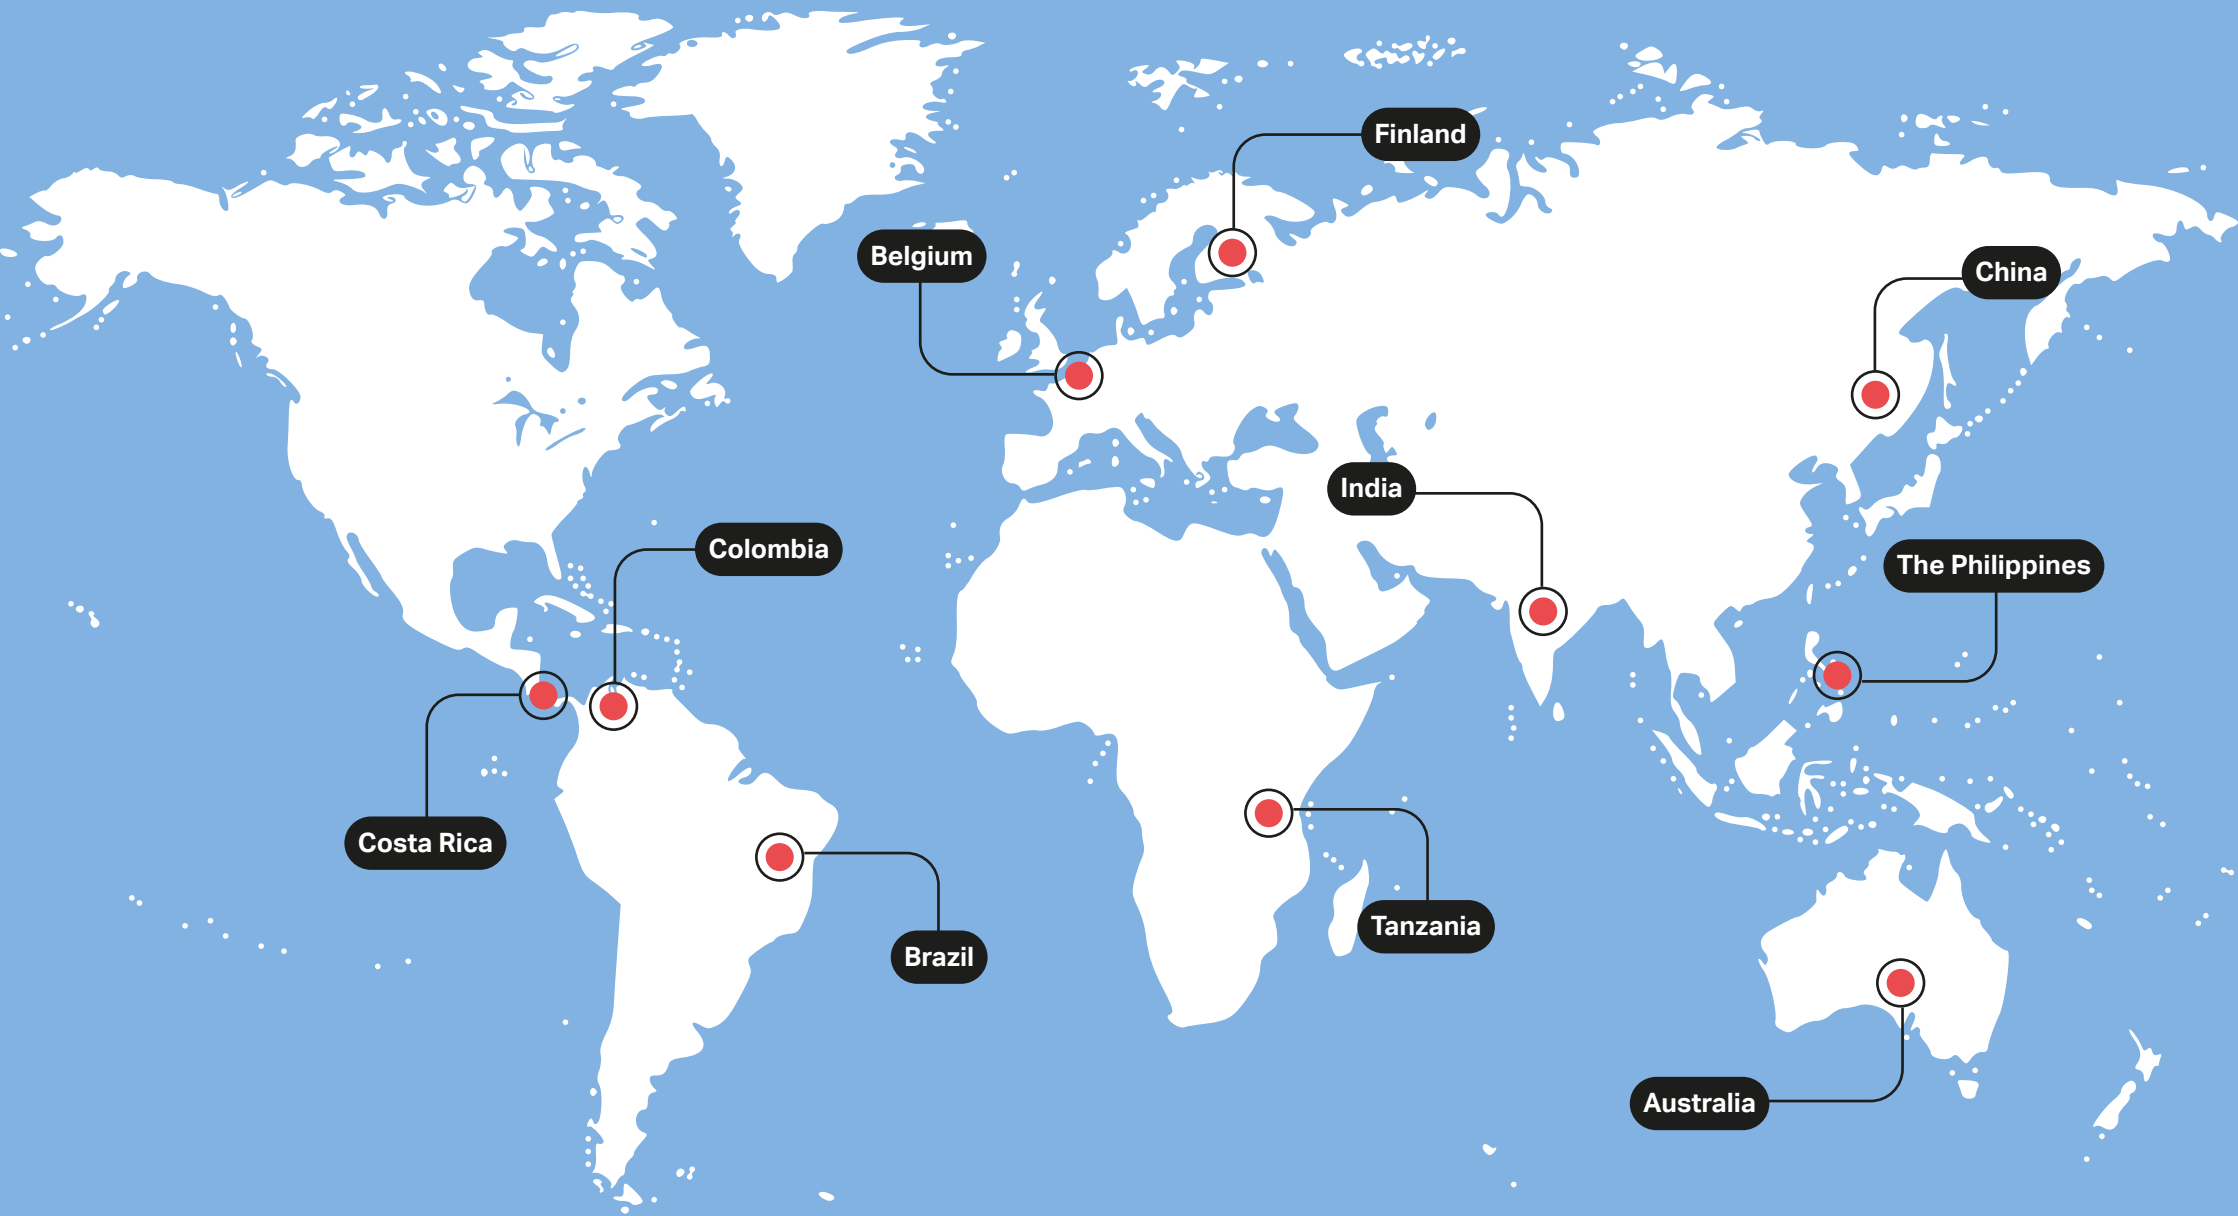 Finland
Belgium
China
India
Colombia
The Philippines
Costa Rica
Tanzania
Brazil
Australia